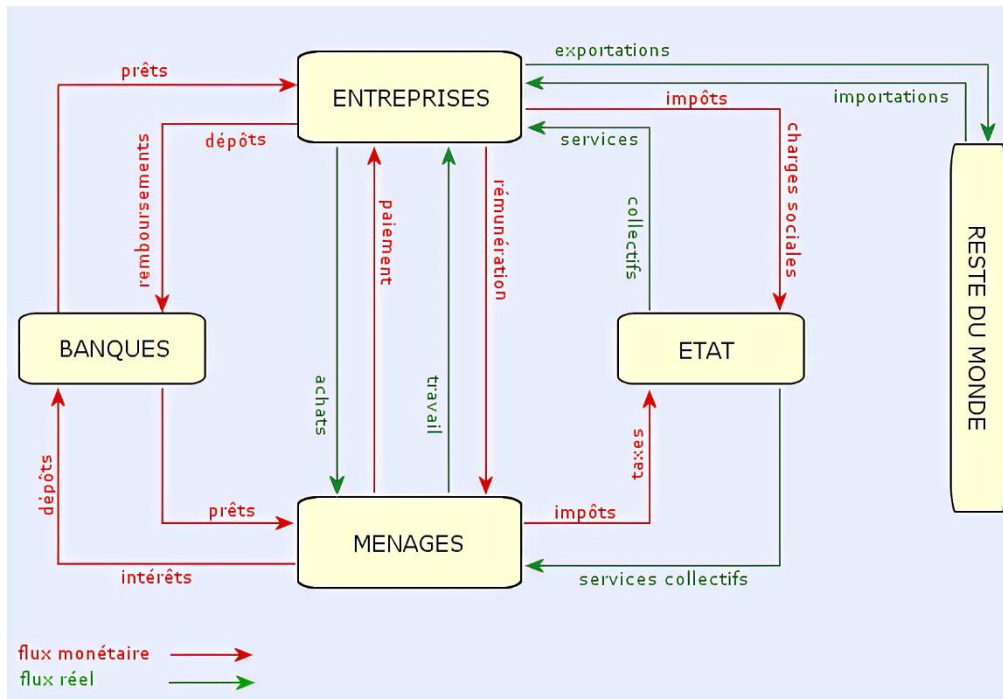 exportations
prêts
ENTREPRISES
impôts
importations
dépôts
services
remboursements
paiement
rémunération
collectifs
charges sociales
RESTE DU MONDE
BANQUES
ETAT
achats
travail
dépôts
taxes
prêts
impôts
MENAGES
intérêts
services collectifs
flux monétaire
flux réel